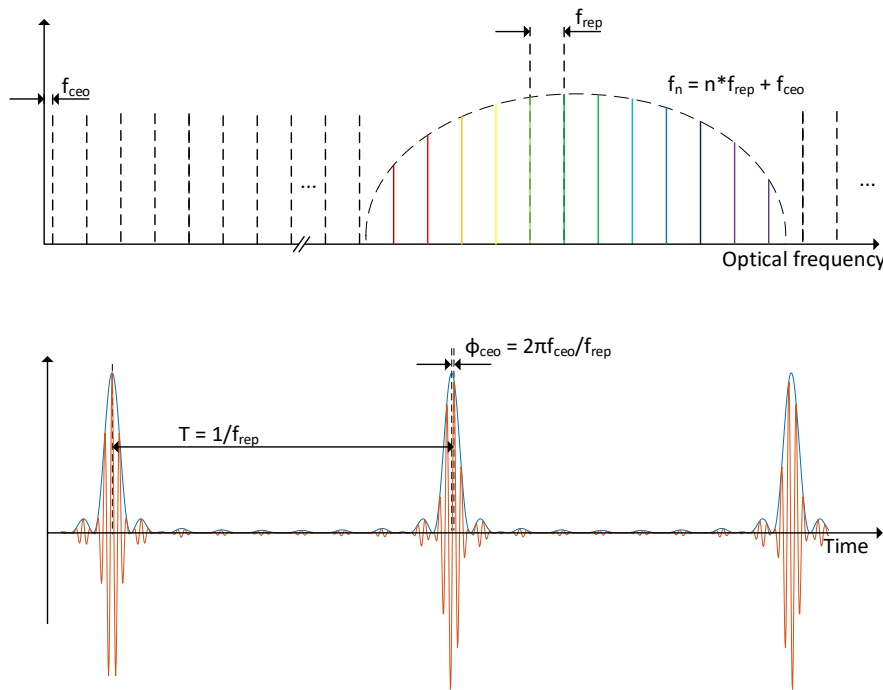 f_rep
f_ceo
f_n = n*f_rep + f_ceo
...
...
Optical frequency
ϕ_ceo = 2πf_ceo/f_rep
T = 1/f_rep
Time